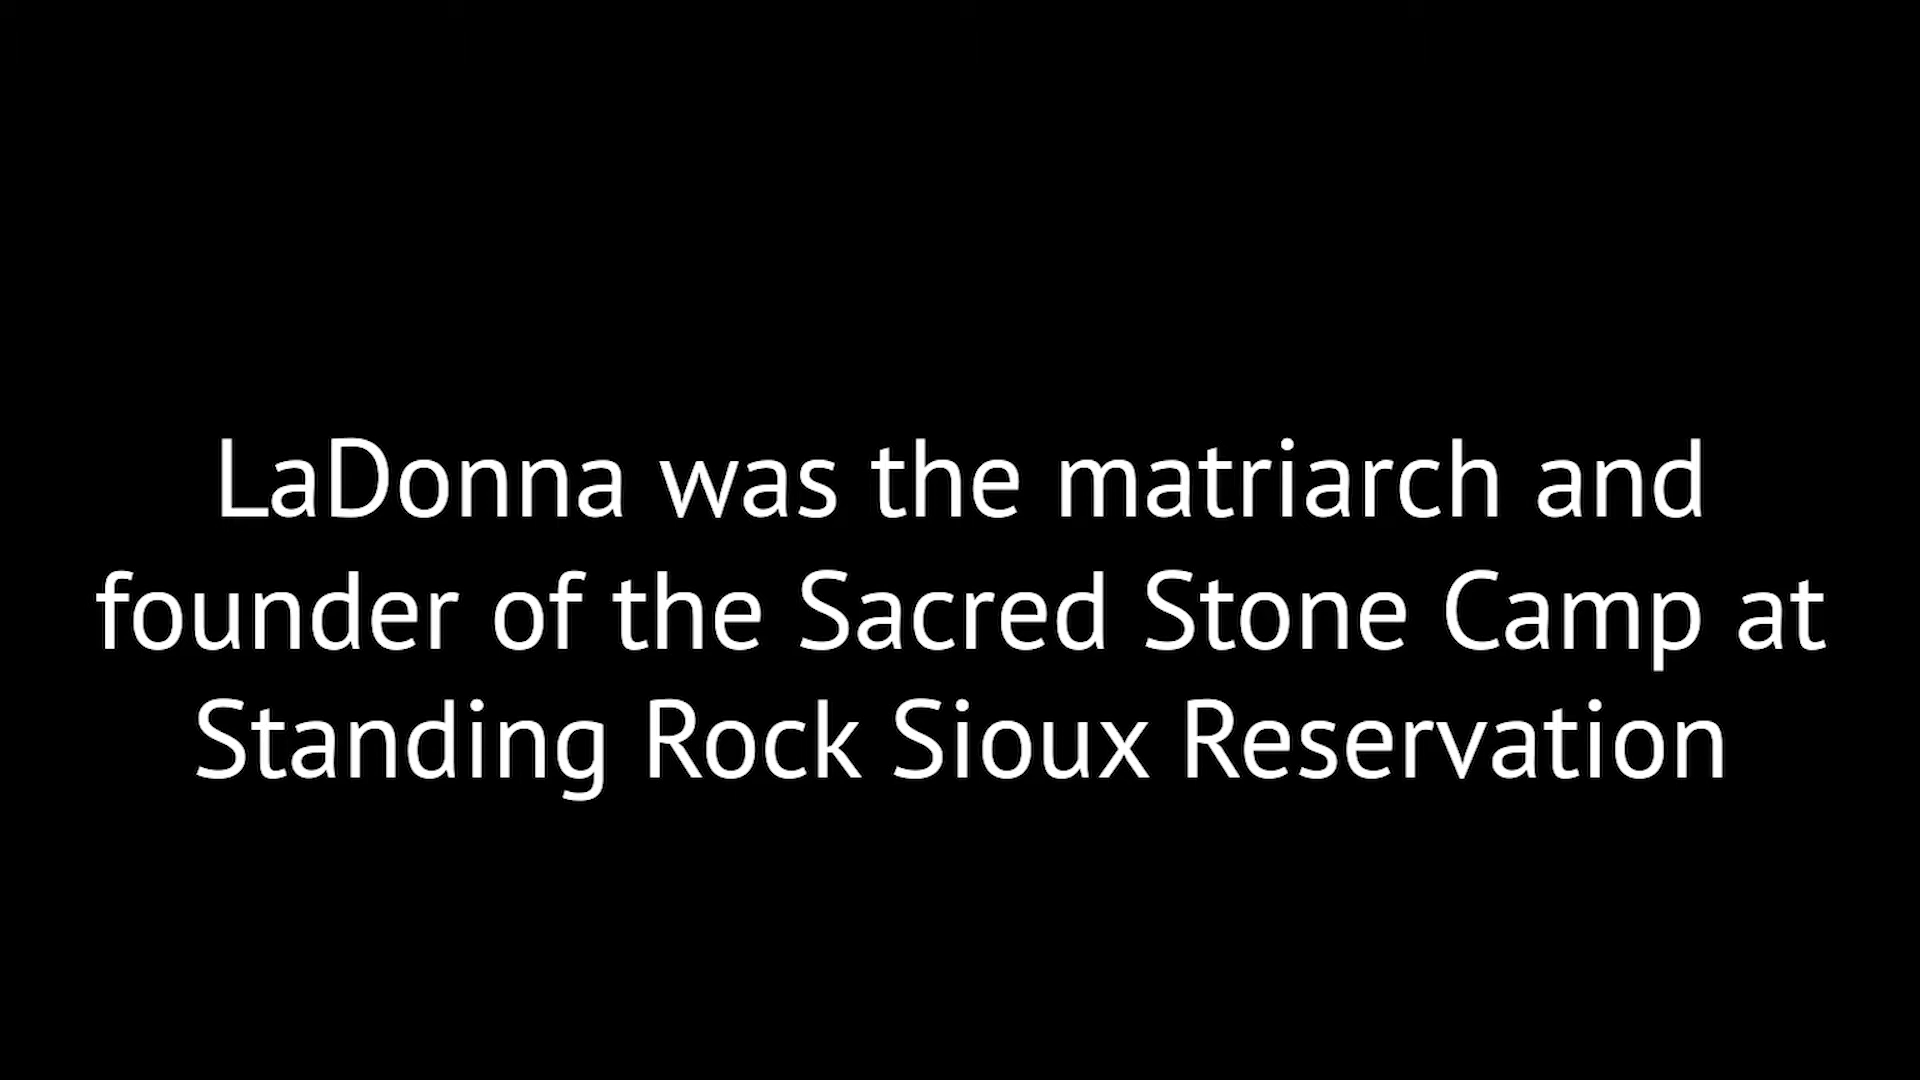 LaDonna was the matriarch and
founder of the Sacred Stone Camp at
Standing Rock Sioux Reservation